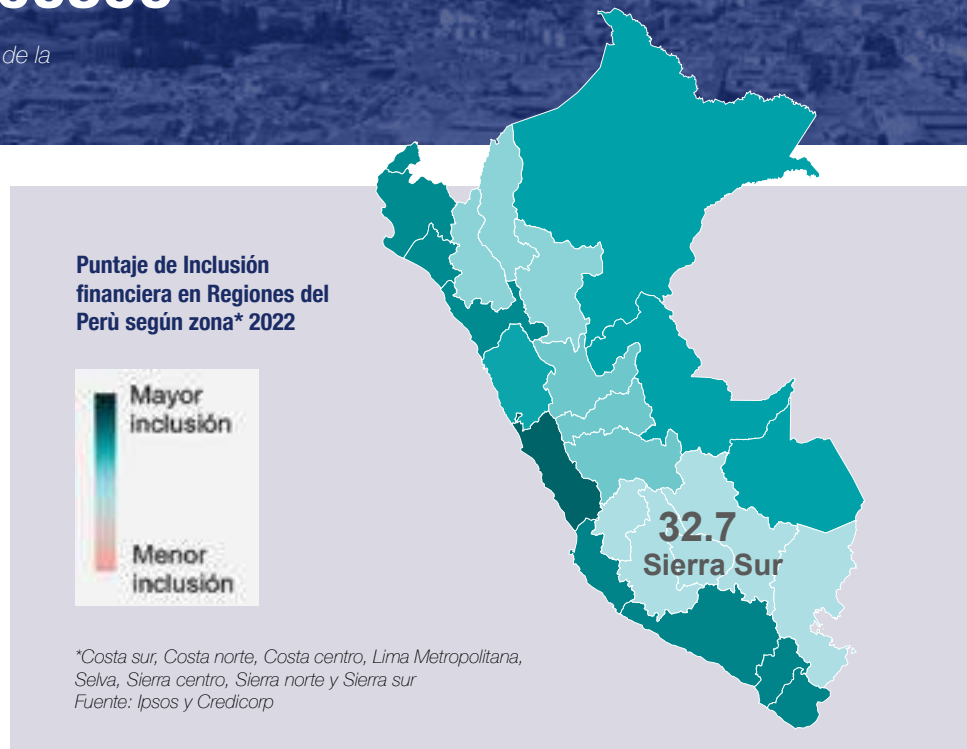 de la
Puntaje de Inclusión
financiera en Regiones del
Perù según zona* 2022
Mayor
inclusión
Menor
inclusión
32.7
Sierra Sur
*Costa sur, Costa norte, Costa centro, Lima Metropolitana,
Selva, Sierra centro, Sierra norte y Sierra sur
Fuente: Ipsos y Credicorp